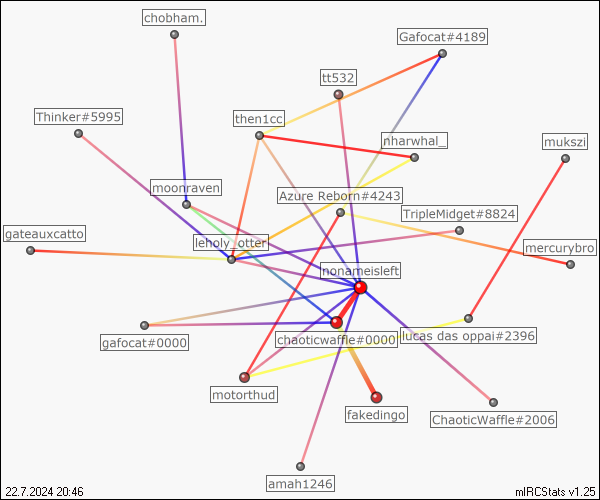 chobham.
Gafocat#4189
tt532
Thinker#5995
then1cc
nharwhal_
mukszi
moonraven
Azure Reborn#4243
TripleMidget#8824
gateauxcatto
leholy_otter
mercurybro
nonameisleft
gafocat#0000
chaoticwaffle#0000
lucas das oppai#2396
motorthud
fakedingo
ChaoticWaffle#2006
amah1246
22.7.2024 20:46
mIRCStats v1.25